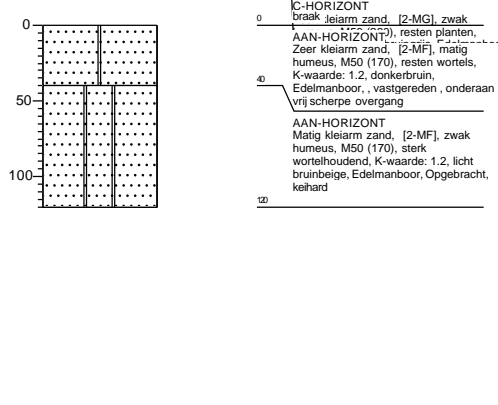 C-HORIZONT
braak
kleiarm zand, [2-MG], zwak
resten planten,
AAN-HORIZONT
Zeer kleiarm zand, [2-MF], matig
humeus, M50 (170), resten wortels,
K-waarde: 1.2, donkerbruin,
Edelmanboor, , vastgereden , onderaan
vrij scherpe overgang
AAN-HORIZONT
Matig kleiarm zand, [2-MF], zwak
humeus, M50 (170), sterk
wortelhoudend, K-waarde: 1.2, licht
bruinbeige, Edelmanboor, Opgebracht,
keihard
0
50
100
0
40
120